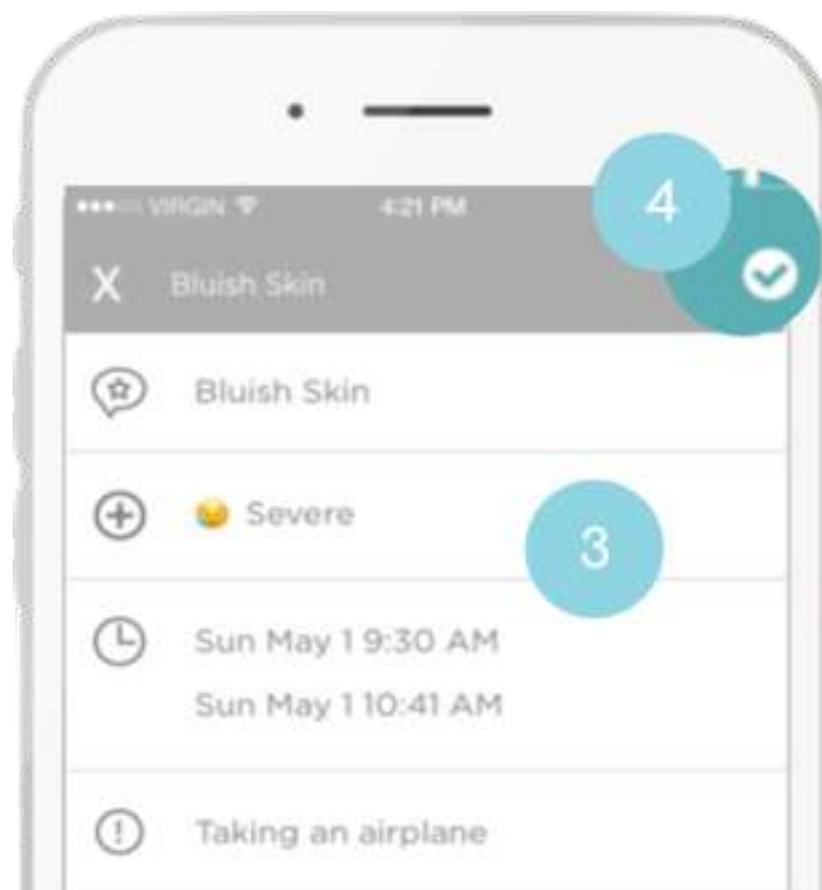 VIRGIN 4:21 PM
4
X Bluish Skin
Bluish Skin
Severe
3
Sun May 1 9:30 AM
Sun May 1 10:41 AM
Taking an airplane